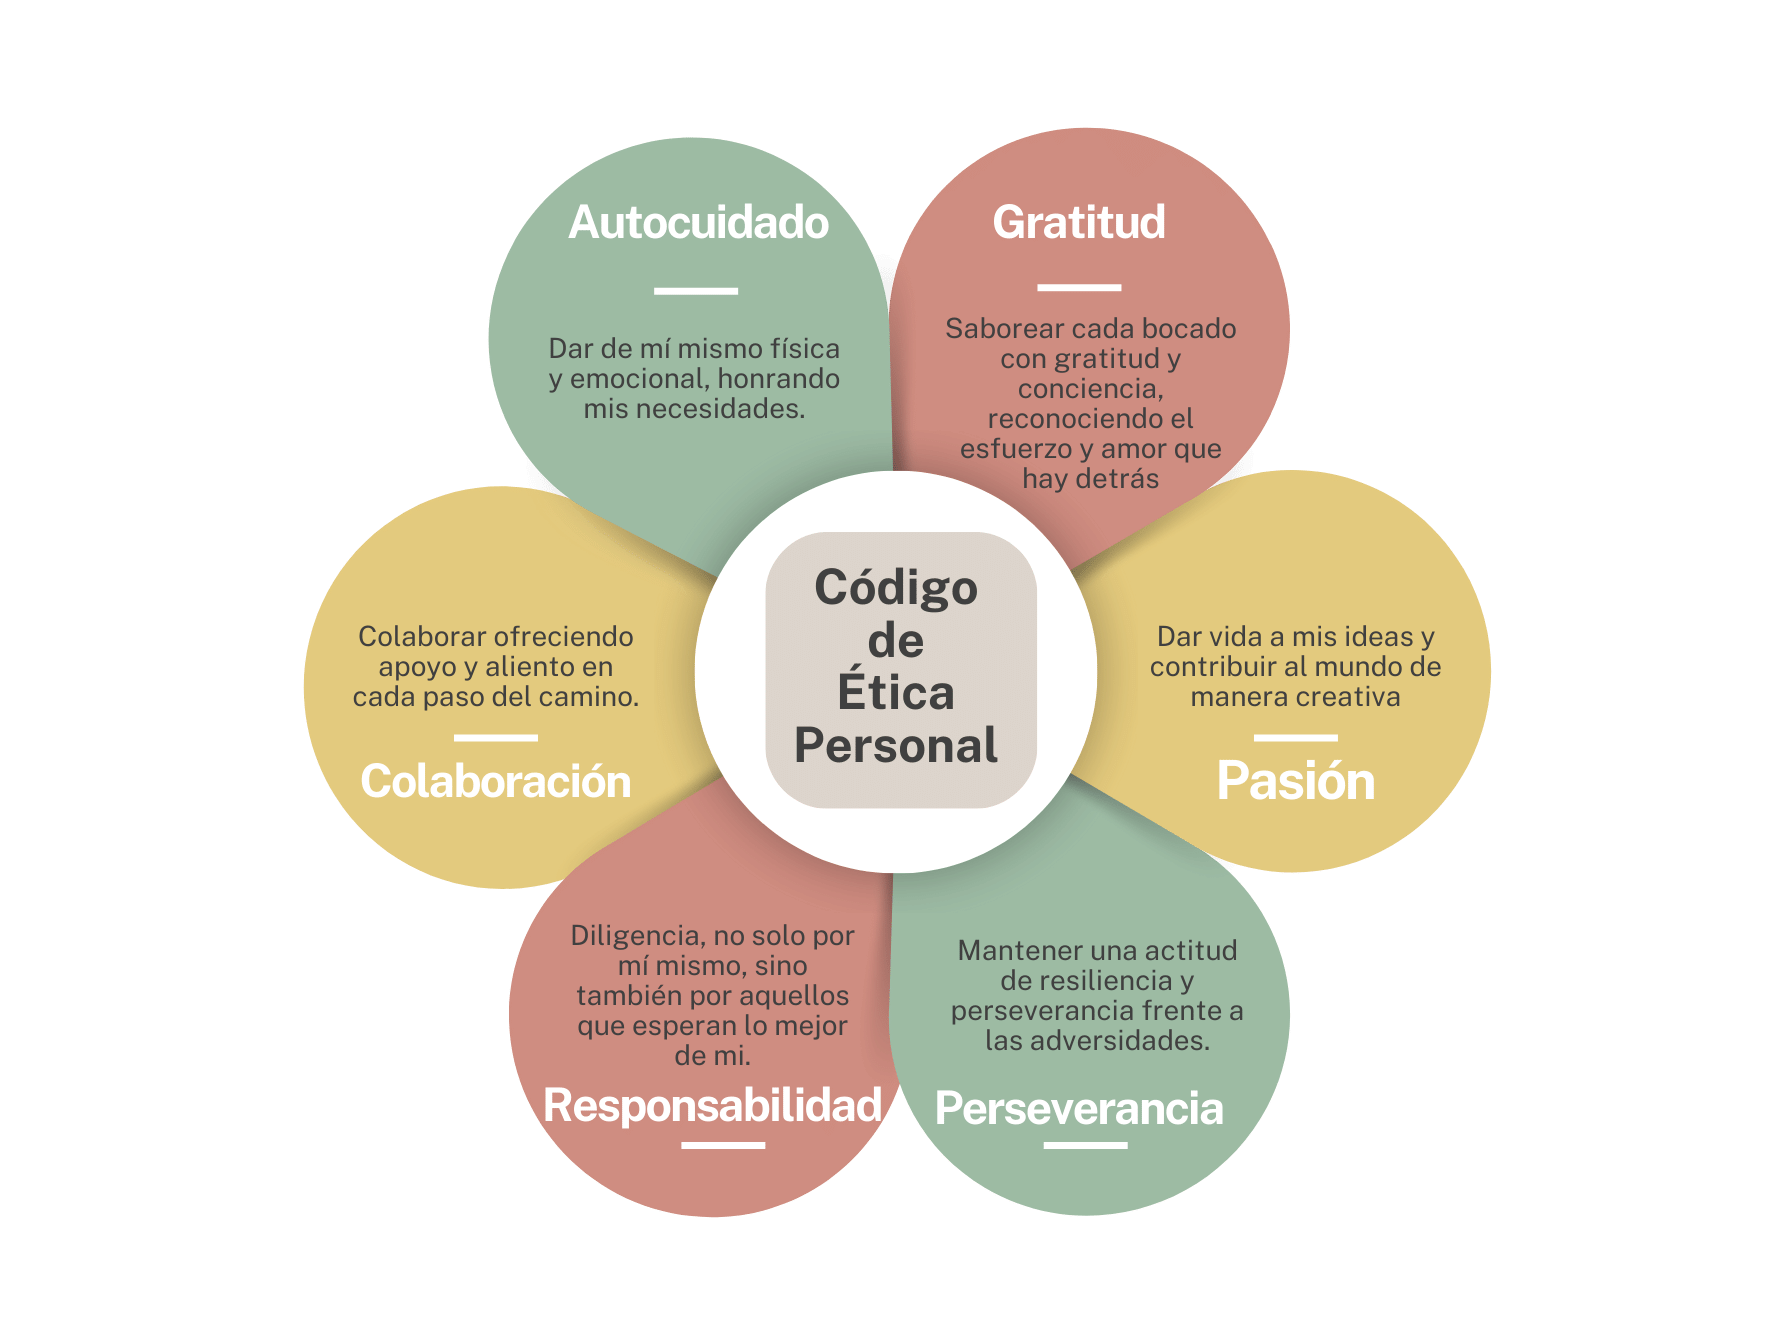 Autocuidado
Dar de mí mismo física
y emocional, honrando
mis necesidades.
Gratitud
Saborear cada bocado
con gratitud y
conciencia,
reconociendo el
esfuerzo y amor que
hay detrás
Colaborar ofreciendo
apoyo y aliento en
cada paso del camino.
Colaboración
Código
de
Ética
Personal
Dar vida a mis ideas y
contribuir al mundo de
manera creativa
Pasión
Diligencia, no solo por
mí mismo, sino
también por aquellos
que esperan lo mejor
de mi.
Responsabilidad
Mantener una actitud
de resiliencia y
perseverancia frente a
las adversidades.
Perseverancia